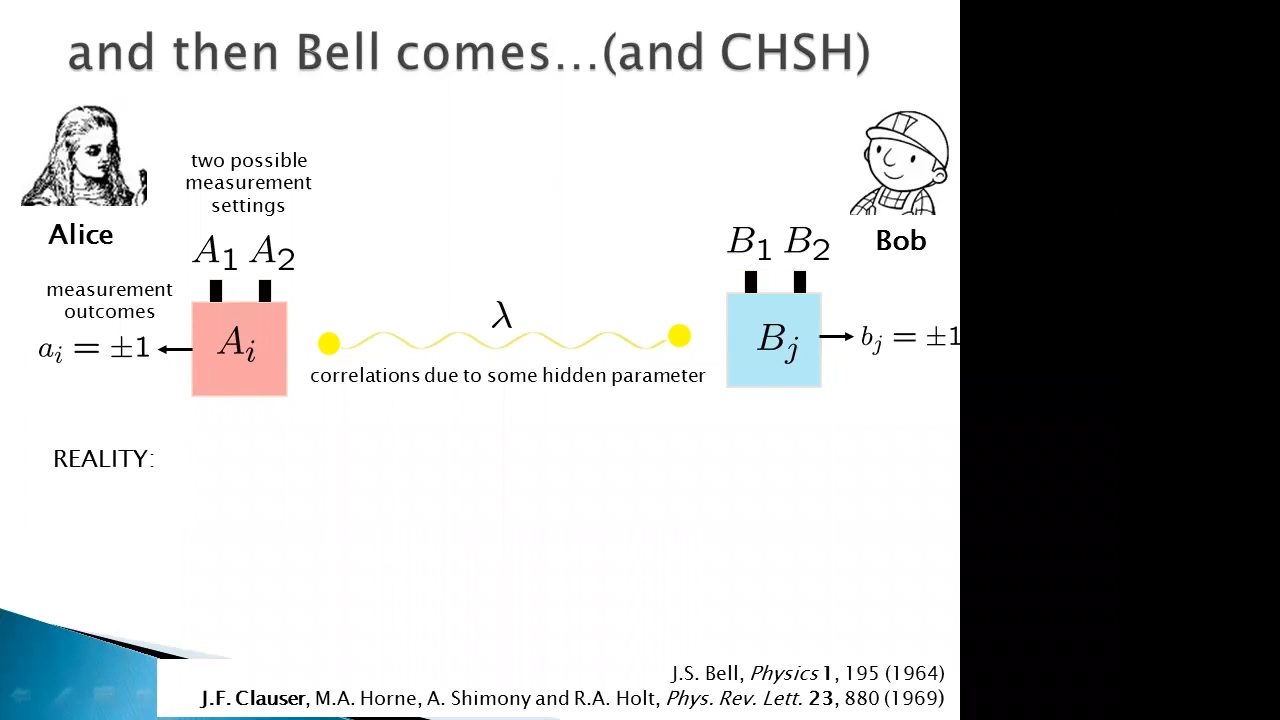 and then Bell comes…(and CHSH)
two possible
measurement
settings
Alice
A₁ A₂
B₁ B₂
Bob
measurement
outcomes
aᵢ = ±1
Aᵢ
λ
Bⱼ
bⱼ = ±1
correlations due to some hidden parameter
REALITY:
J.S. Bell, Physics 1, 195 (1964)
J.F. Clauser, M.A. Horne, A. Shimony and R.A. Holt, Phys. Rev. Lett. 23, 880 (1969)